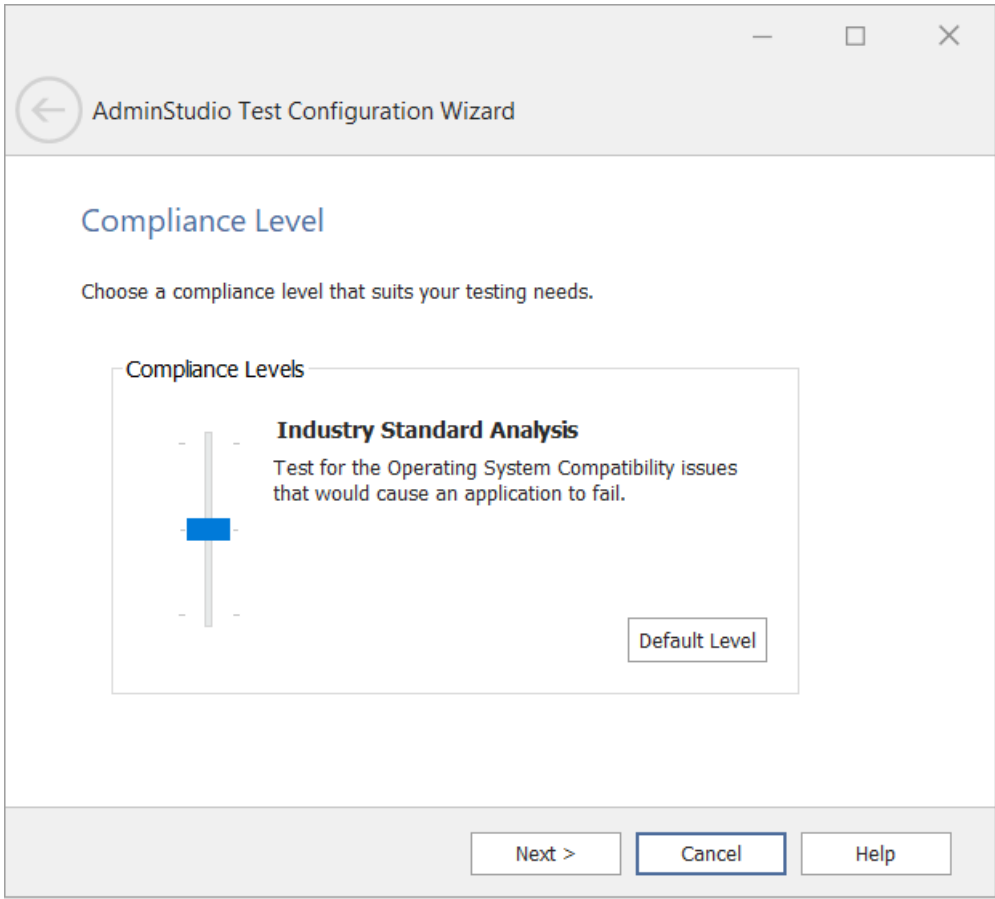 AdminStudio Test Configuration Wizard
Compliance Level
Choose a compliance level that suits your testing needs.
Compliance Levels
Industry Standard Analysis
Test for the Operating System Compatibility issues
that would cause an application to fail.
Default Level
Next >
Cancel
Help